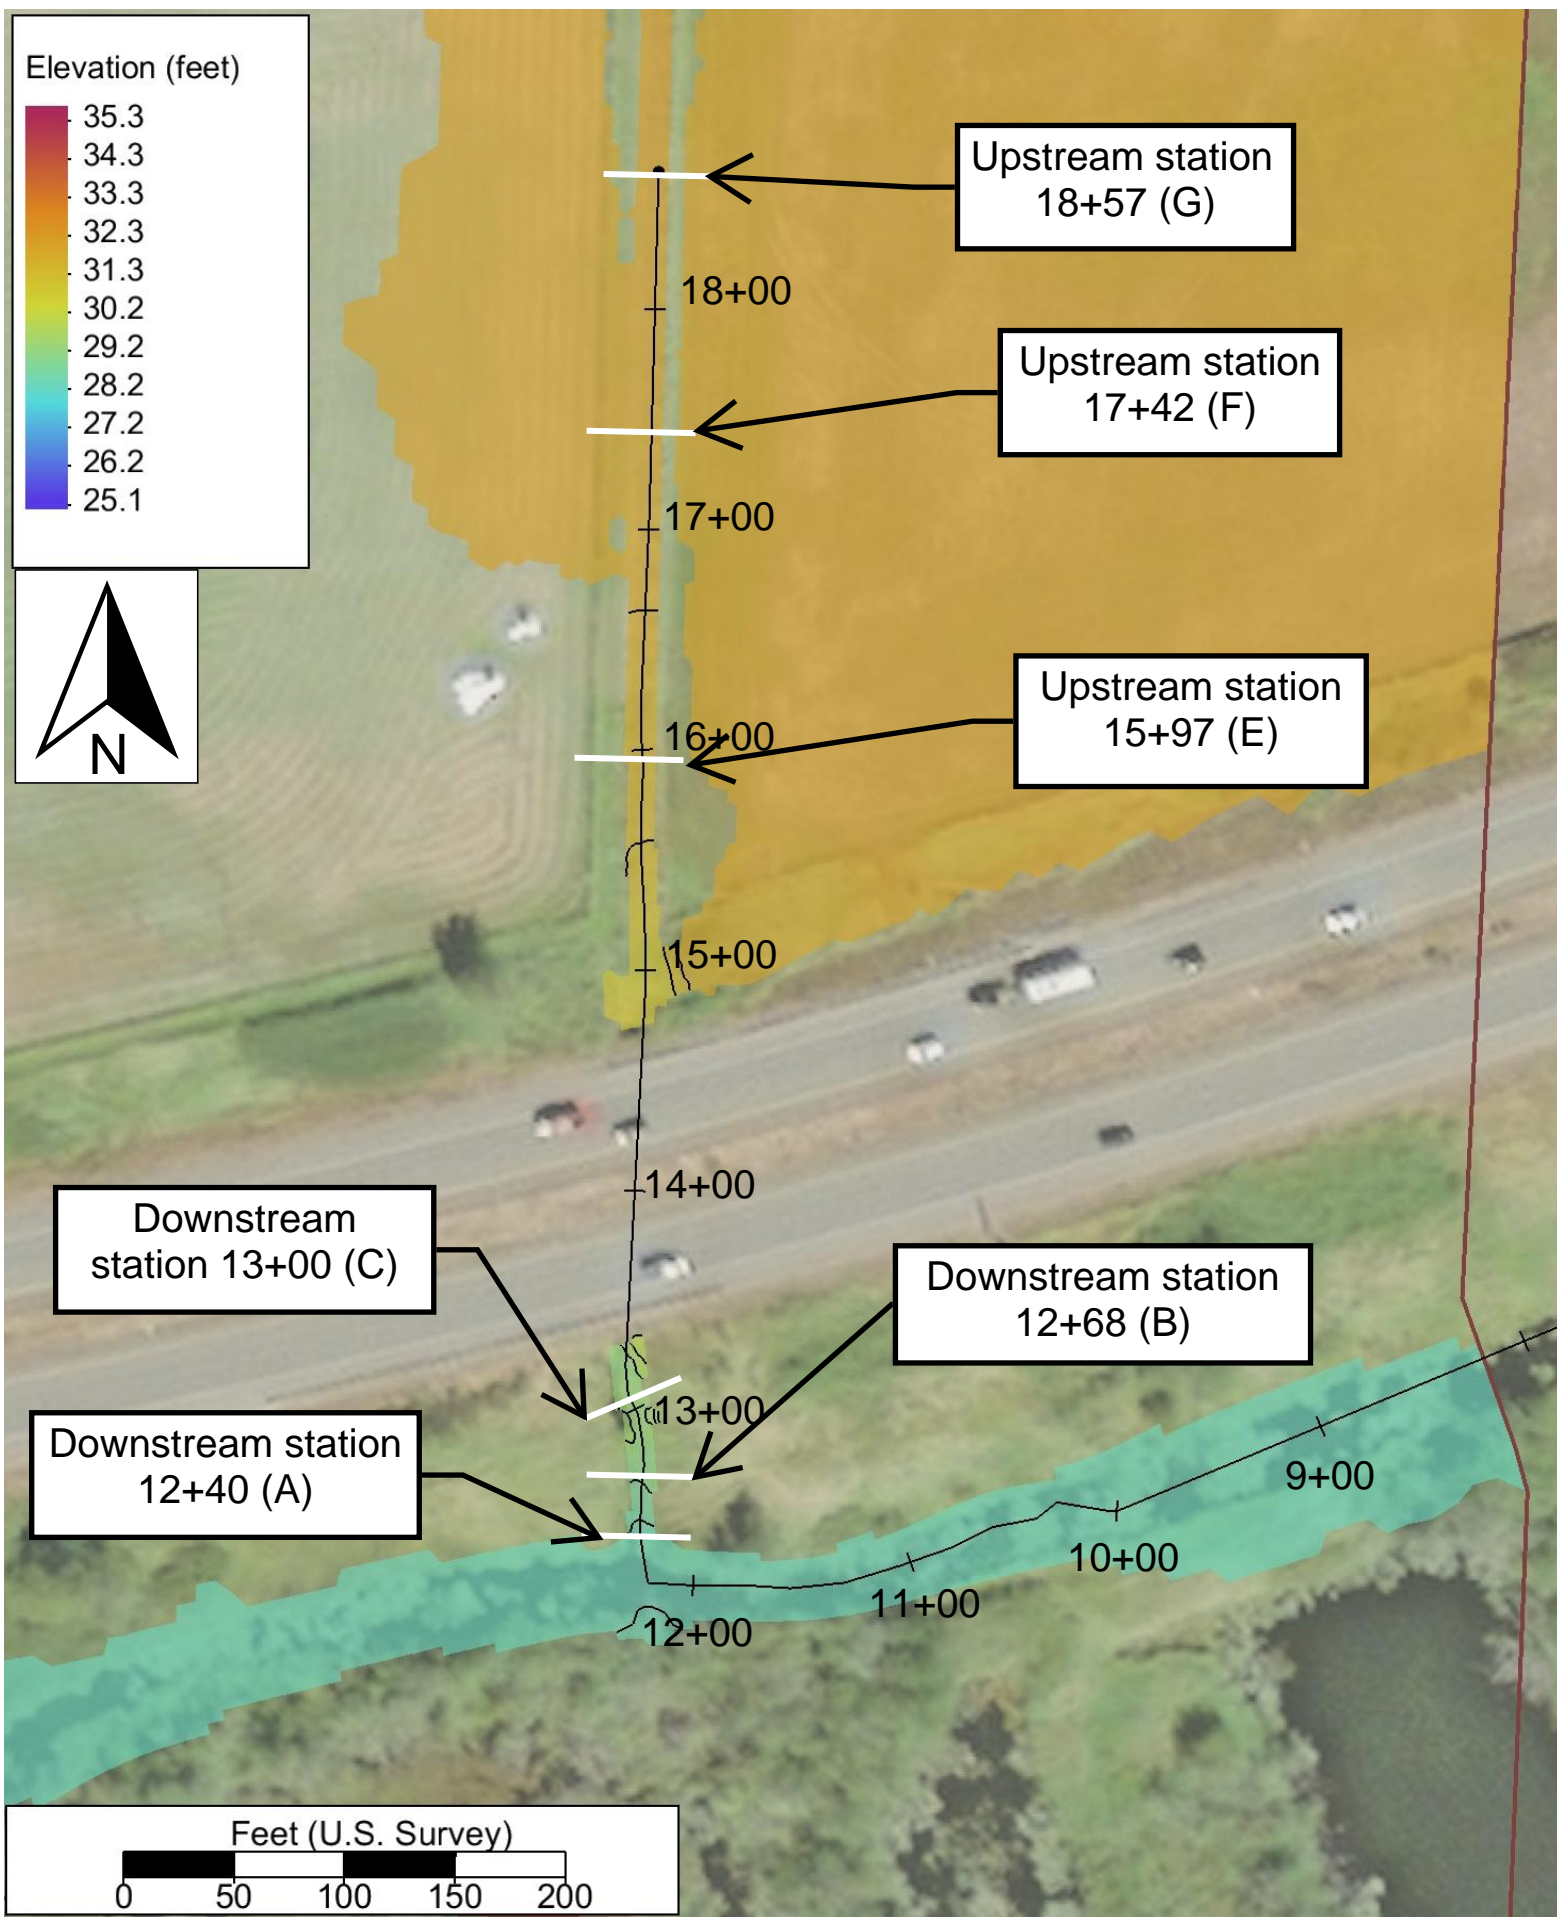 Elevation (feet)
35.3
34.3
33.3
32.3
31.3
30.2
29.2
28.2
27.2
26.2
25.1
N
Upstream station
18+57 (G)
18+00
Upstream station
17+42 (F)
17+00
Upstream station
15+97 (E)
16+00
15+00
14+00
Downstream
station 13+00 (C)
Downstream station
12+68 (B)
13+00
Downstream station
12+40 (A)
9+00
10+00
11+00
12+00
Feet (U.S. Survey)
0 50 100 150 200